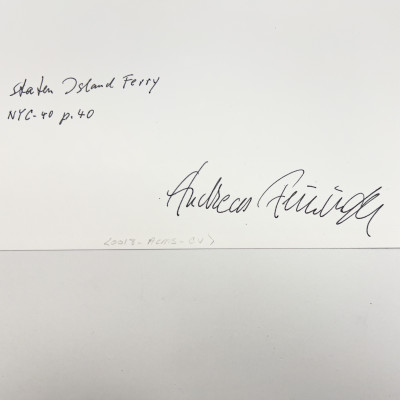 Staten Island Ferry
NYC-40 p.40
Andreas Feininger